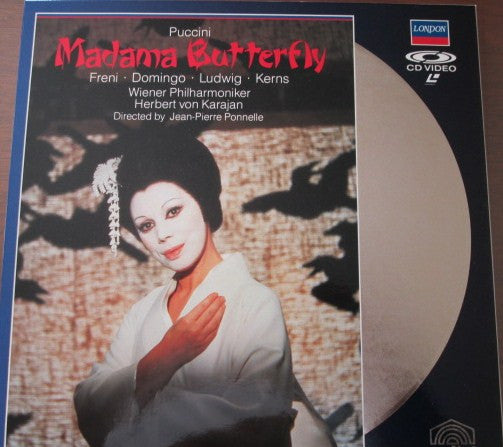 Puccini
Madama Butterfly
Freni · Domingo · Ludwig · Kerns
Wiener Philharmoniker
Herbert von Karajan
Directed by Jean-Pierre Ponnelle
LONDON
CD VIDEO